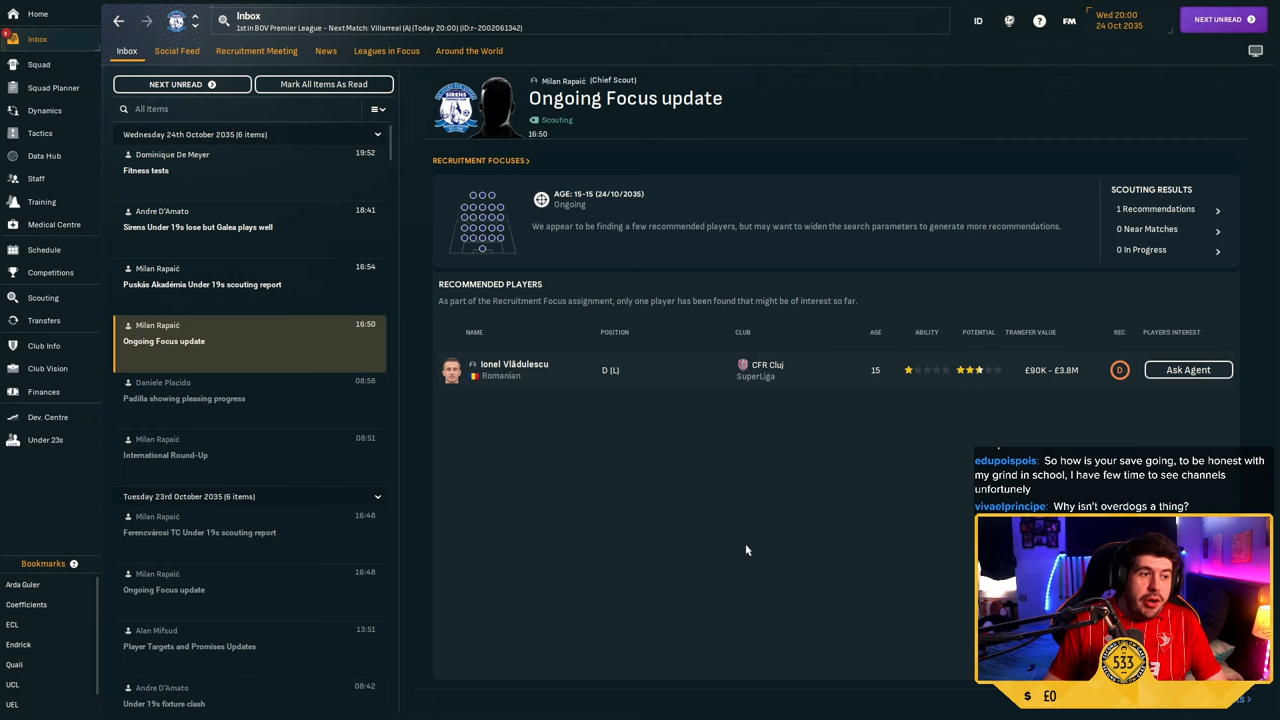 Home
Inbox
1st in BOV Premier League - Next Match: Villarreal (A) (Today 20:00) (ID:r-2002061342)
ID
FM
Wed 20:00
24 Oct 2035
NEXT UNREAD
3
Inbox
Inbox
Social Feed
Recruitment Meeting
News
Leagues in Focus
Around the World
Squad
Squad Planner
Dynamics
Tactics
Data Hub
Staff
Training
Medical Centre
Schedule
Competitions
Scouting
Transfers
Club Info
Club Vision
Finances
Dev. Centre
Under 23s
Bookmarks
Arda Guler
Coefficients
ECL
Endrick
Quali
UCL
UEL
NEXT UNREAD
Mark All Items As Read
All Items
Wednesday 24th October 2035 (6 items)
Dominique De Meyer
19:52
Fitness tests
Andre D'Amato
18:41
Sirens Under 19s lose but Galea plays well
Milan Rapaić
16:54
Puskás Akadémia Under 19s scouting report
Milan Rapaić
16:50
Ongoing Focus update
Daniele Placido
08:58
Padilla showing pleasing progress
Milan Rapaić
08:51
International Round-Up
Tuesday 23rd October 2035 (6 items)
Milan Rapaić
16:48
Ferencvárosi TC Under 19s scouting report
Milan Rapaić
16:48
Ongoing Focus update
Alan Mifsud
13:51
Player Targets and Promises Updates
Andre D'Amato
08:42
Under 19s fixture clash
SIRENS
Milan Rapaić (Chief Scout)
Ongoing Focus update
Scouting
16:50
RECRUITMENT FOCUSES
AGE: 15-15 (24/10/2035)
Ongoing
We appear to be finding a few recommended players, but may want to widen the search parameters to generate more recommendations.
SCOUTING RESULTS
1 Recommendations
0 Near Matches
0 In Progress
RECOMMENDED PLAYERS
As part of the Recruitment Focus assignment, only one player has been found that might be of interest so far.
NAME
POSITION
CLUB
AGE
ABILITY
POTENTIAL
TRANSFER VALUE
REC
PLAYER'S INTEREST
Ionel Vlădulescu
Romanian
D (L)
CFR Cluj
SuperLiga
15
£90K - £3.8M
D
Ask Agent
edupoispois: So how is your save going, to be honest with
my grind in school, I have few time to see channels
unfortunely
vivaelprincipe: Why isn't overdogs a thing?
533
$ £0